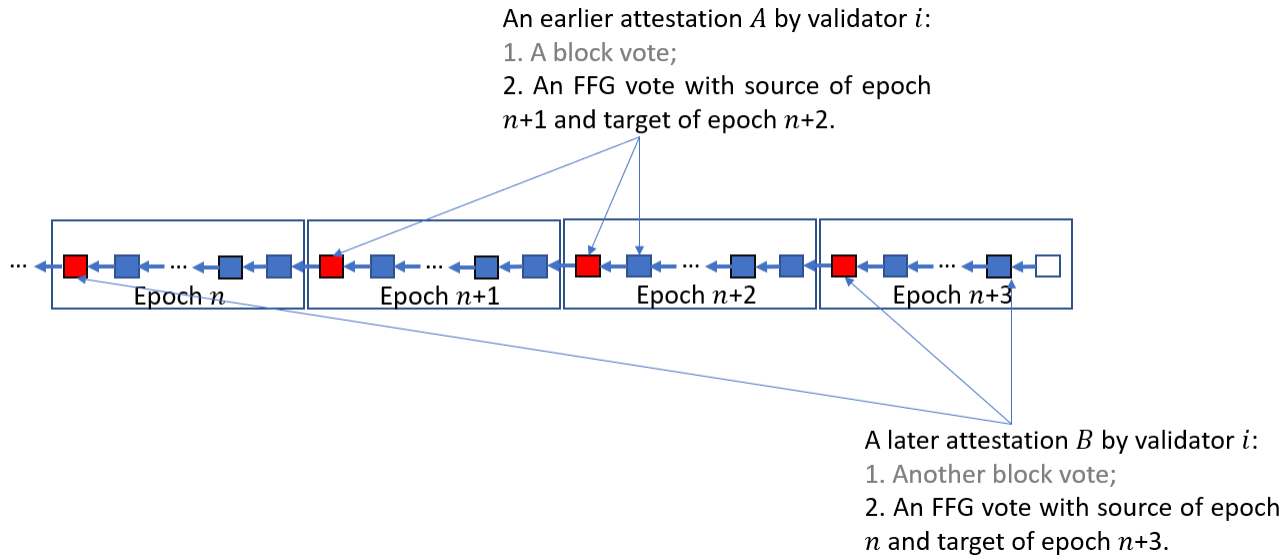 An earlier attestation A by validator i:
1. A block vote;
2. An FFG vote with source of epoch
n+1 and target of epoch n+2.
... ... ... ... ...
Epoch n Epoch n+1 Epoch n+2 Epoch n+3
A later attestation B by validator i:
1. Another block vote;
2. An FFG vote with source of epoch
n and target of epoch n+3.